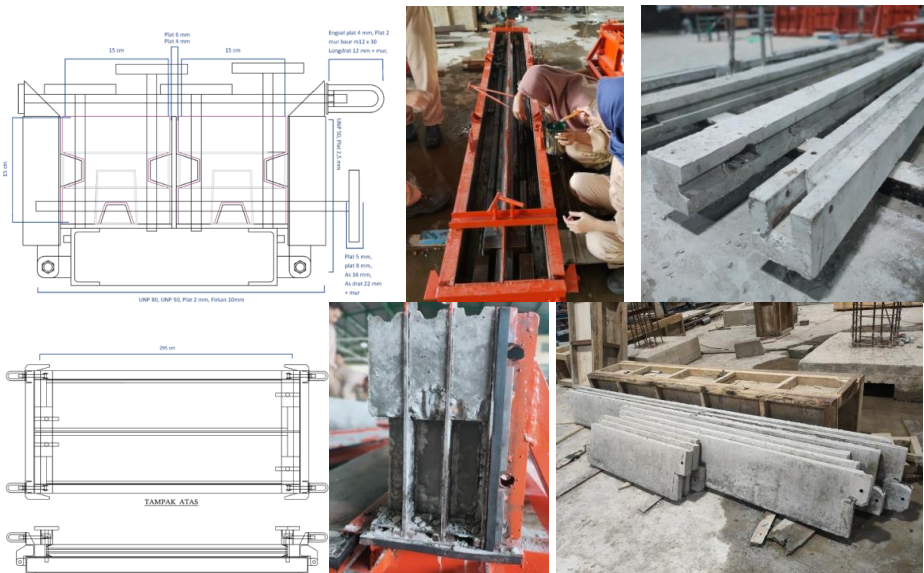 Plat 6 mm
Plat 4 mm
15 cm
15 cm
Engsel plat 4 mm, Plat 2
mur baur m12 x 30
Longdrat 12 mm + mur,
15 cm
UNP 50, Plat 2,5 mm
Plat 5 mm,
plat 8 mm,
As 16 mm,
As drat 22 mm
+ mur
UNP 80, UNP 50, Plat 2 mm, Firkan 10mm
295 cm
TAMPAK ATAS